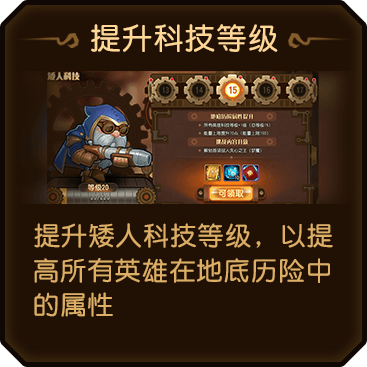 提升科技等级
矮人科技
13
14
15
16
17
等级20
可领取
提升矮人科技等级，以提
高所有英雄在地底历险中
的属性